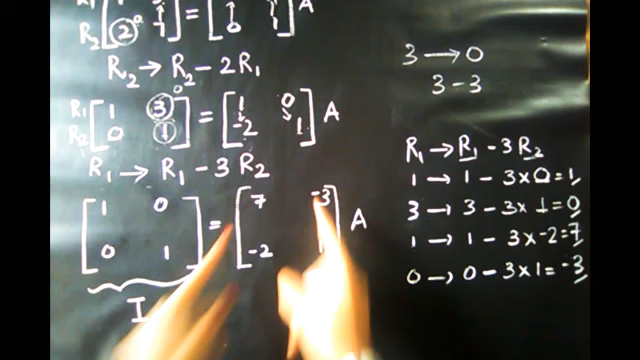 R₂ [② -1] = [0 1] A
R₂ → R₂ - 2R₁
R₁ [1 ③] = [1 0] A
R₂ [0 ①] [-2 1]
R₁ → R₁ - 3 R₂
[1 0] = [7 -3] A
[0 1] [-2 1]
I
3 → 0
3 - 3
R₁ → R₁ - 3 R₂
1 → 1 - 3×0 = 1
3 → 3 - 3×1 = 0
1 → 1 - 3×-2 = 7
0 → 0 - 3×1 = -3